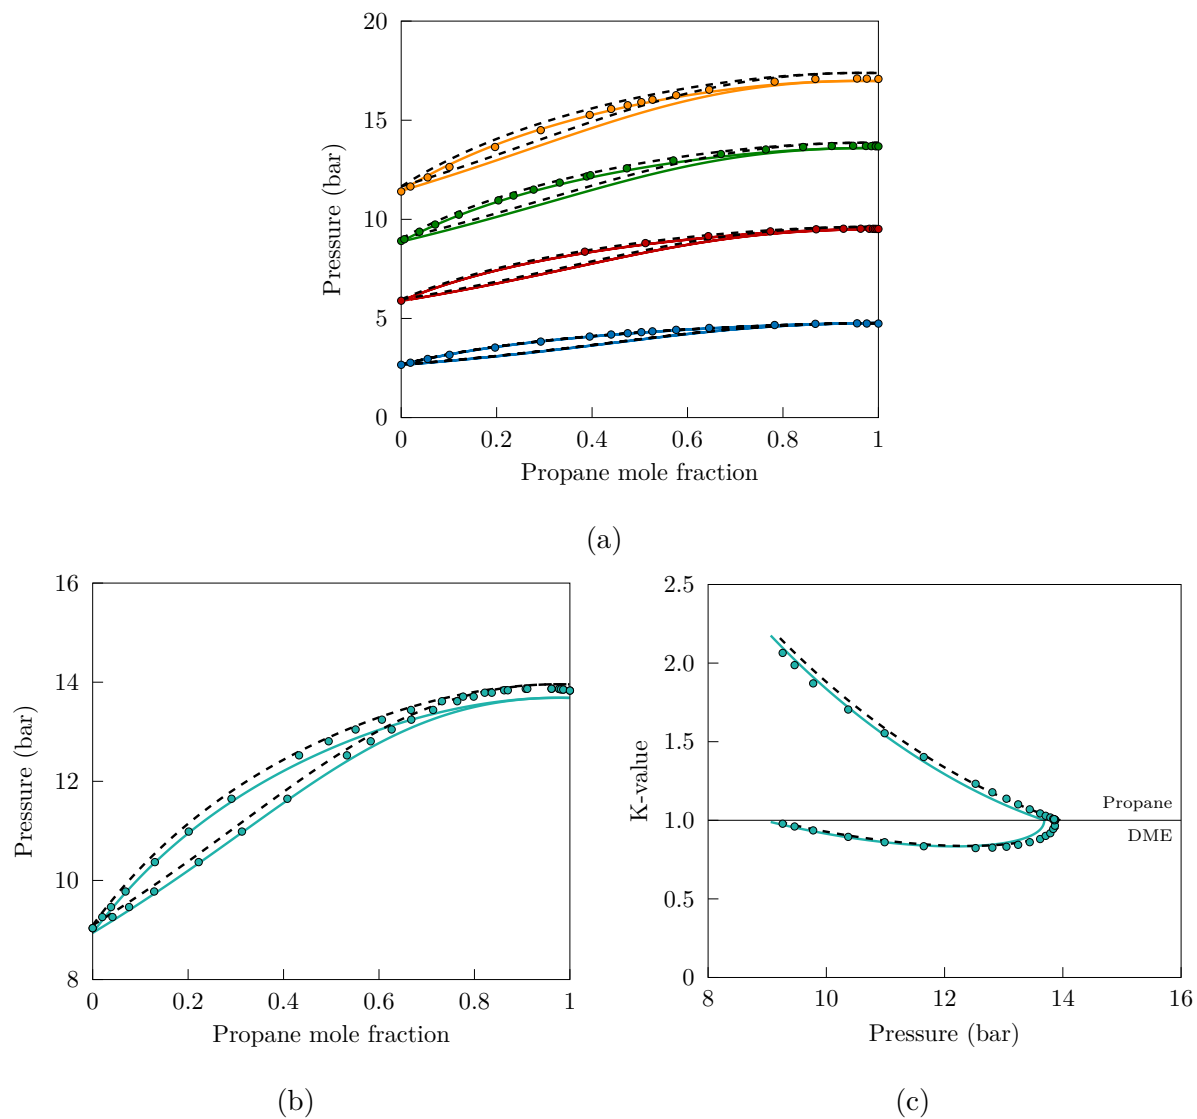 20
15
10
5
0
Pressure (bar)
0 0.2 0.4 0.6 0.8 1
Propane mole fraction
(a)
16
14
12
10
8
Pressure (bar)
0 0.2 0.4 0.6 0.8 1
Propane mole fraction
(b)
2.5
2.0
1.5
1.0
0.5
0
K-value
Propane
DME
8 10 12 14 16
Pressure (bar)
(c)